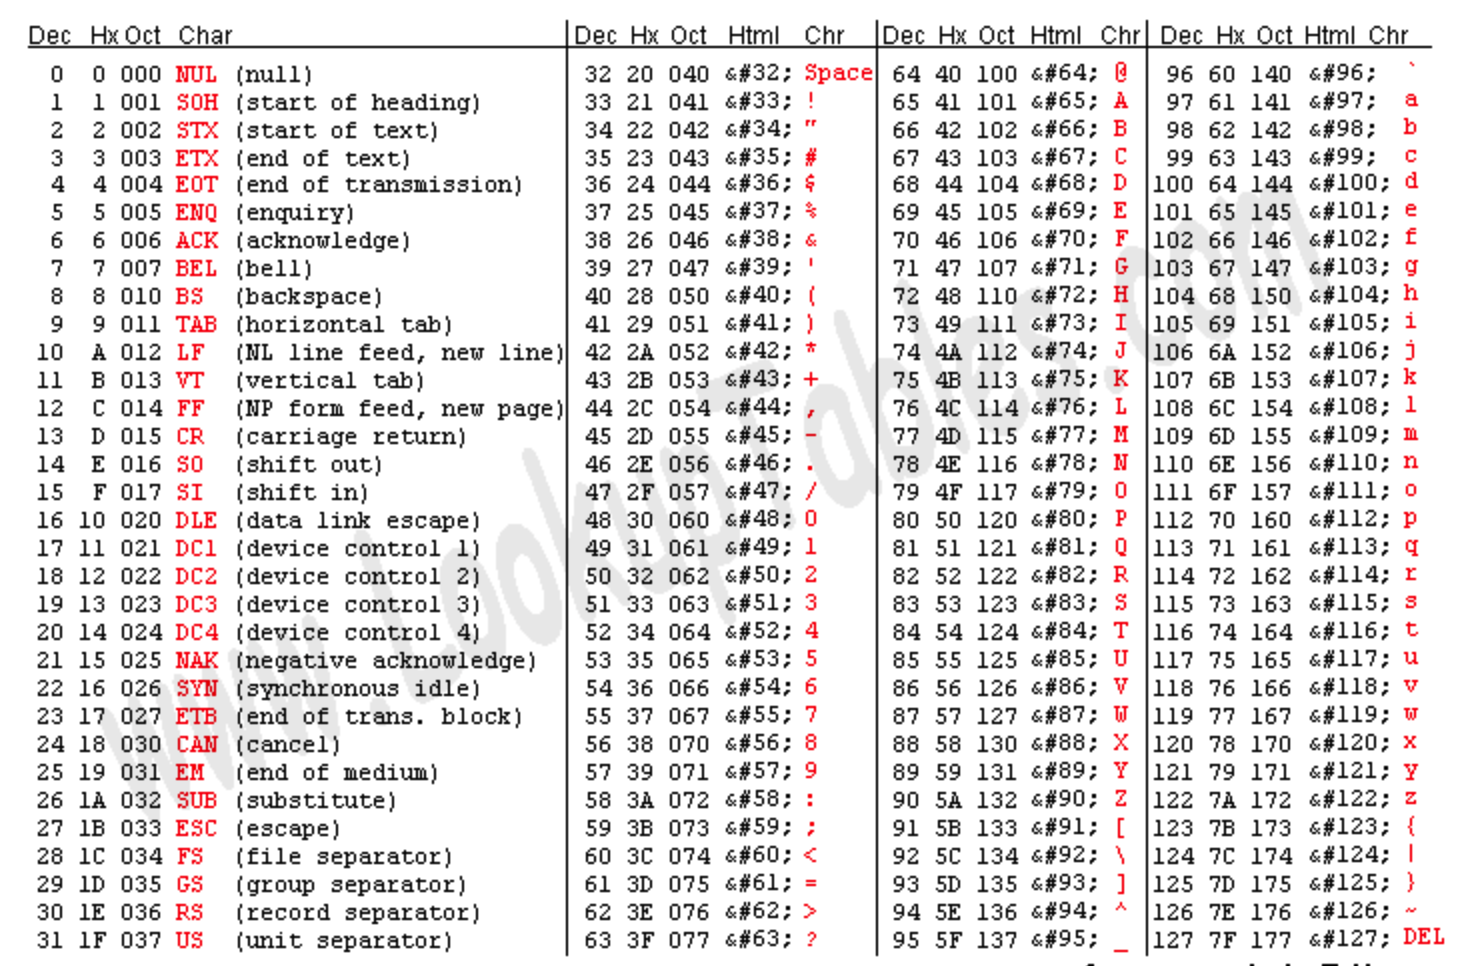 Dec Hx Oct Char Dec Hx Oct Html Chr Dec Hx Oct Html Chr Dec Hx Oct Html Chr
0 0 000 NUL (null) 32 20 040 &#32; Space 64 40 100 &#64; @ 96 60 140 &#96; `
1 1 001 SOH (start of heading) 33 21 041 &#33; ! 65 41 101 &#65; A 97 61 141 &#97; a
2 2 002 STX (start of text) 34 22 042 &#34; " 66 42 102 &#66; B 98 62 142 &#98; b
3 3 003 ETX (end of text) 35 23 043 &#35; # 67 43 103 &#67; C 99 63 143 &#99; c
4 4 004 EOT (end of transmission) 36 24 044 &#36; $ 68 44 104 &#68; D 100 64 144 &#100; d
5 5 005 ENQ (enquiry) 37 25 045 &#37; % 69 45 105 &#69; E 101 65 145 &#101; e
6 6 006 ACK (acknowledge) 38 26 046 &#38; & 70 46 106 &#70; F 102 66 146 &#102; f
7 7 007 BEL (bell) 39 27 047 &#39; ' 71 47 107 &#71; G 103 67 147 &#103; g
8 8 010 BS (backspace) 40 28 050 &#40; ( 72 48 110 &#72; H 104 68 150 &#104; h
9 9 011 TAB (horizontal tab) 41 29 051 &#41; ) 73 49 111 &#73; I 105 69 151 &#105; i
10 A 012 LF (NL line feed, new line) 42 2A 052 &#42; * 74 4A 112 &#74; J 106 6A 152 &#106; j
11 B 013 VT (vertical tab) 43 2B 053 &#43; + 75 4B 113 &#75; K 107 6B 153 &#107; k
12 C 014 FF (NP form feed, new page) 44 2C 054 &#44; , 76 4C 114 &#76; L 108 6C 154 &#108; l
13 D 015 CR (carriage return) 45 2D 055 &#45; - 77 4D 115 &#77; M 109 6D 155 &#109; m
14 E 016 SO (shift out) 46 2E 056 &#46; . 78 4E 116 &#78; N 110 6E 156 &#110; n
15 F 017 SI (shift in) 47 2F 057 &#47; / 79 4F 117 &#79; O 111 6F 157 &#111; o
16 10 020 DLE (data link escape) 48 30 060 &#48; 0 80 50 120 &#80; P 112 70 160 &#112; p
17 11 021 DC1 (device control 1) 49 31 061 &#49; 1 81 51 121 &#81; Q 113 71 161 &#113; q
18 12 022 DC2 (device control 2) 50 32 062 &#50; 2 82 52 122 &#82; R 114 72 162 &#114; r
19 13 023 DC3 (device control 3) 51 33 063 &#51; 3 83 53 123 &#83; S 115 73 163 &#115; s
20 14 024 DC4 (device control 4) 52 34 064 &#52; 4 84 54 124 &#84; T 116 74 164 &#116; t
21 15 025 NAK (negative acknowledge) 53 35 065 &#53; 5 85 55 125 &#85; U 117 75 165 &#117; u
22 16 026 SYN (synchronous idle) 54 36 066 &#54; 6 86 56 126 &#86; V 118 76 166 &#118; v
23 17 027 ETB (end of trans. block) 55 37 067 &#55; 7 87 57 127 &#87; W 119 77 167 &#119; w
24 18 030 CAN (cancel) 56 38 070 &#56; 8 88 58 130 &#88; X 120 78 170 &#120; x
25 19 031 EM (end of medium) 57 39 071 &#57; 9 89 59 131 &#89; Y 121 79 171 &#121; y
26 1A 032 SUB (substitute) 58 3A 072 &#58; : 90 5A 132 &#90; Z 122 7A 172 &#122; z
27 1B 033 ESC (escape) 59 3B 073 &#59; ; 91 5B 133 &#91; [ 123 7B 173 &#123; {
28 1C 034 FS (file separator) 60 3C 074 &#60; < 92 5C 134 &#92; \ 124 7C 174 &#124; |
29 1D 035 GS (group separator) 61 3D 075 &#61; = 93 5D 135 &#93; ] 125 7D 175 &#125; }
30 1E 036 RS (record separator) 62 3E 076 &#62; > 94 5E 136 &#94; ^ 126 7E 176 &#126; ~
31 1F 037 US (unit separator) 63 3F 077 &#63; ? 95 5F 137 &#95; _ 127 7F 177 &#127; DEL
www.LookupTables.com